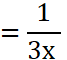 = 1/3x